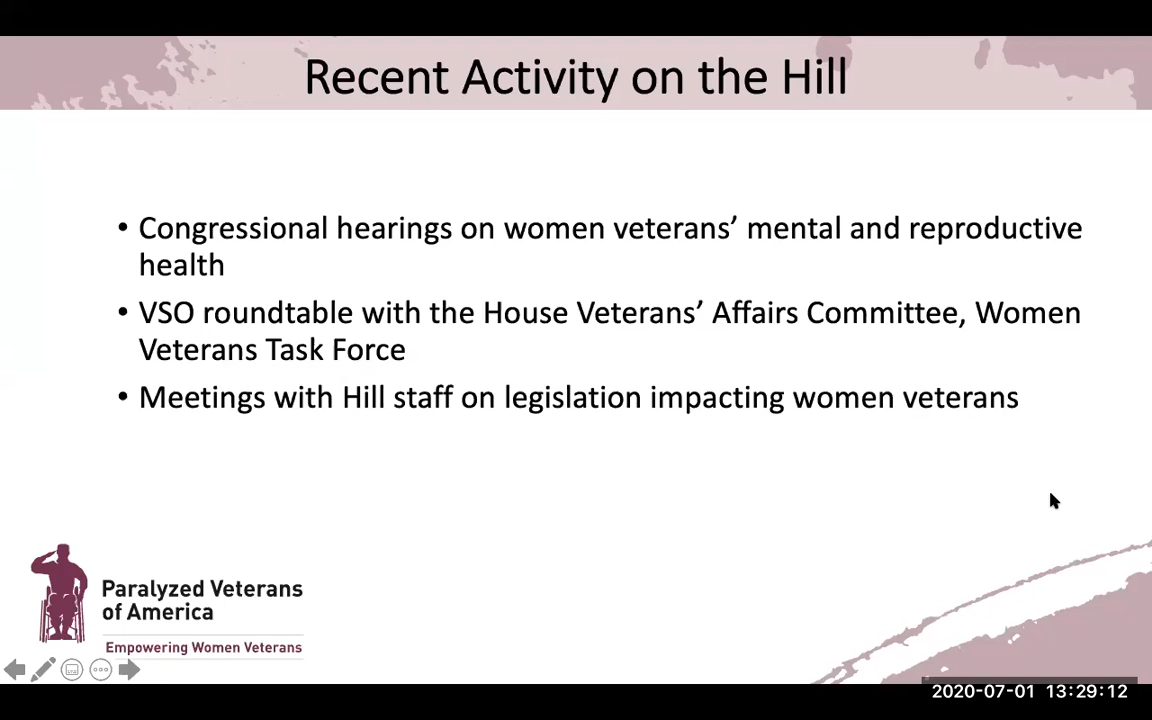 Recent Activity on the Hill
• Congressional hearings on women veterans’ mental and reproductive
health
• VSO roundtable with the House Veterans’ Affairs Committee, Women
Veterans Task Force
• Meetings with Hill staff on legislation impacting women veterans
Paralyzed Veterans
of America
Empowering Women Veterans
2020-07-01 13:29:12